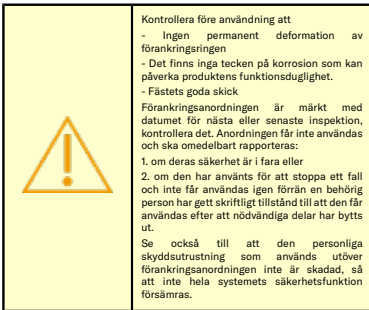 Kontrollera före användning att
- Ingen permanent deformation av
förankringsringen
- Det finns inga tecken på korrosion som kan
påverka produktens funktionsduglighet.
- Fästets goda skick
Förankringsanordningen är märkt med
datumet för nästa eller senaste inspektion,
kontrollera det. Anordningen får inte användas
och ska omedelbart rapporteras:
1. om deras säkerhet är i fara eller
2. om den har använts för att stoppa ett fall
och inte får användas igen förrän en behörig
person har gett skriftligt tillstånd till att den får
användas efter att nödvändiga delar har bytts
ut.
Se också till att den personliga
skyddsutrustning som används utöver
förankringsanordningen inte är skadad, så
att inte hela systemets säkerhetsfunktion
försämras.